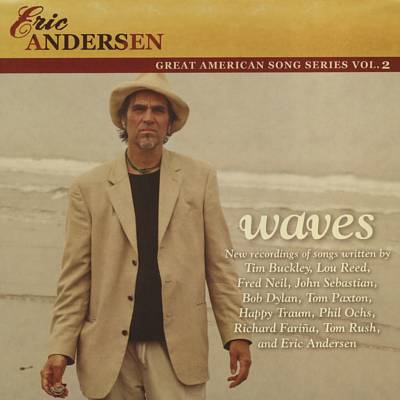 Eric
ANDERSEN
GREAT AMERICAN SONG SERIES VOL. 2
waves
New recordings of songs written by
Tim Buckley, Lou Reed,
Fred Neil, John Sebastian,
Bob Dylan, Tom Paxton,
Happy Traum, Phil Ochs,
Richard Fariña, Tom Rush,
and Eric Andersen